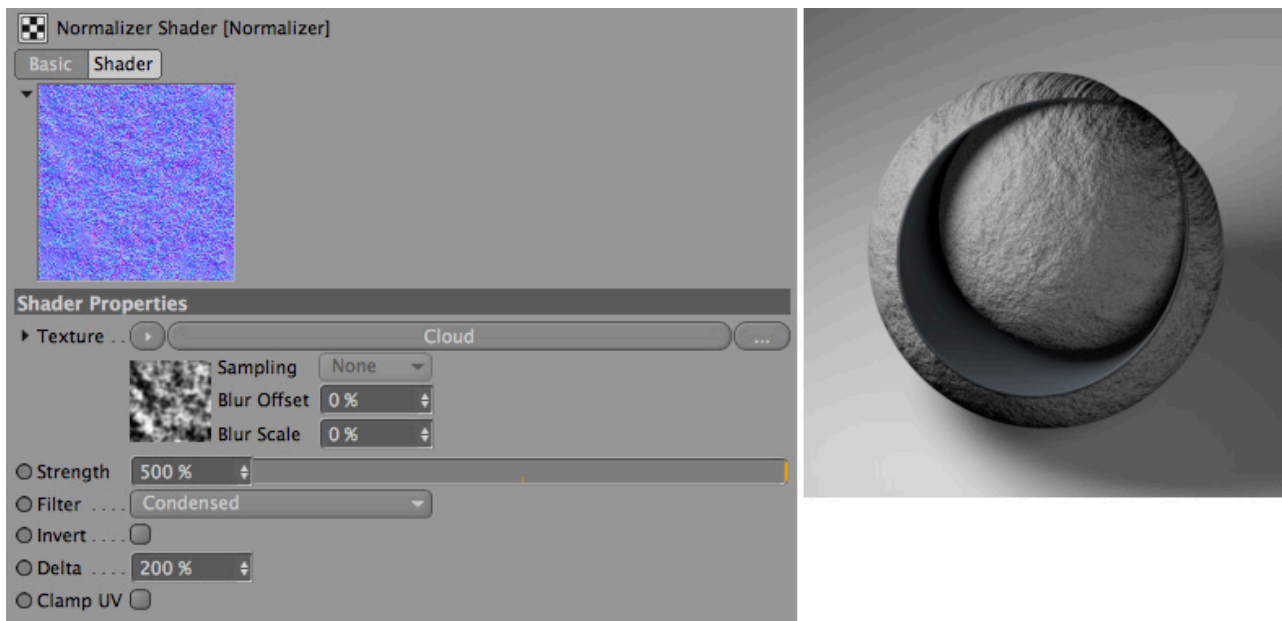 Normalizer Shader [Normalizer]
Basic Shader
Shader Properties
Texture . . Cloud ...
Sampling None
Blur Offset 0 %
Blur Scale 0 %
Strength 500 %
Filter . . . . Condensed
Invert . . . .
Delta . . . . 200 %
Clamp UV